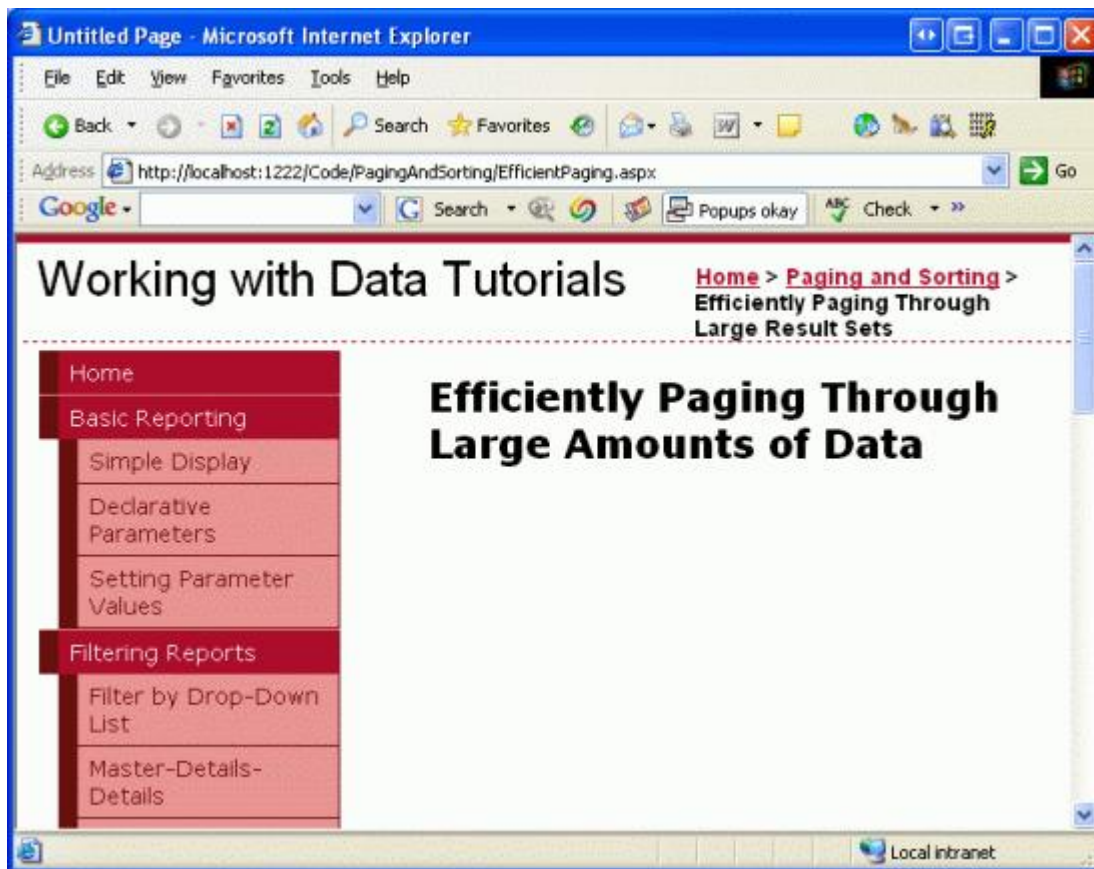 Untitled Page - Microsoft Internet Explorer
File Edit View Favorites Tools Help
Back Search Favorites
Address http://localhost:1222/Code/PagingAndSorting/EfficientPaging.aspx Go
Google Search Popups okay ABC Check »
Working with Data Tutorials
Home > Paging and Sorting >
Efficiently Paging Through
Large Result Sets
Home
Basic Reporting
Simple Display
Declarative
Parameters
Setting Parameter
Values
Filtering Reports
Filter by Drop-Down
List
Master-Details-
Details
Efficiently Paging Through
Large Amounts of Data
Local intranet